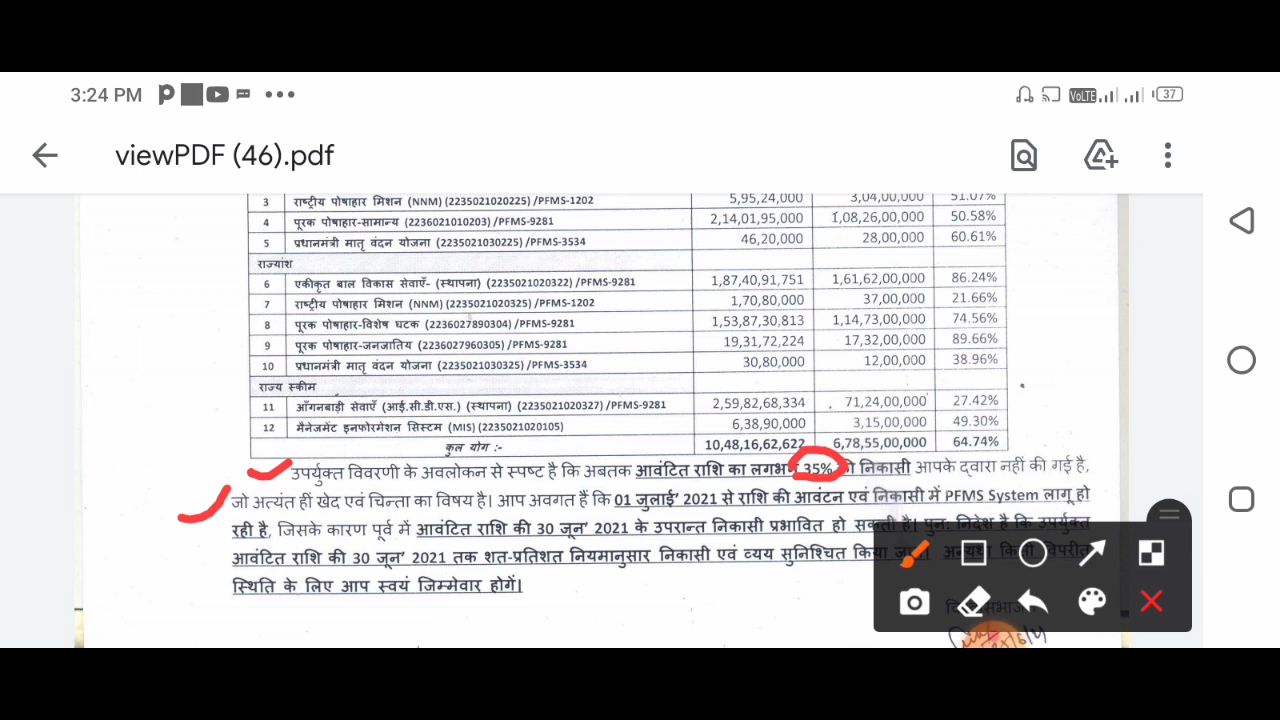 3:24 PM VoLTE 37
viewPDF (46).pdf
3 राष्ट्रीय पोषाहार मिशन (NNM) (2235021020225) /PFMS-1202 5,95,24,000 3,04,00,000 51.07%
4 पूरक पोषाहार-सामान्य (2236021010203) /PFMS-9281 2,14,01,95,000 1,08,26,00,000 50.58%
5 प्रधानमंत्री मातृ वंदन योजना (2235021030225) /PFMS-3534 46,20,000 28,00,000 60.61%
राज्यांश
6 एकीकृत बाल विकास सेवाएँ- (स्थापना) (2235021020322) /PFMS-9281 1,87,40,91,751 1,61,62,00,000 86.24%
7 राष्ट्रीय पोषाहार मिशन (NNM) (2235021020325) /PFMS-1202 1,70,80,000 37,00,000 21.66%
8 पूरक पोषाहार-विशेष घटक (2236027890304) /PFMS-9281 1,53,87,30,813 1,14,73,00,000 74.56%
9 पूरक पोषाहार-जनजातिय (2236027960305) /PFMS-9281 19,31,72,224 17,32,00,000 89.66%
10 प्रधानमंत्री मातृ वंदन योजना (2235021030325) /PFMS-3534 30,80,000 12,00,000 38.96%
राज्य स्कीम
11 आँगनबाड़ी सेवाएँ (आई.सी.डी.एस.) (स्थापना) (2235021020327) /PFMS-9281 2,59,82,68,334 71,24,00,000 27.42%
12 मैनेजमेंट इनफोरमेशन सिस्टम (MIS) (2235021020105) 6,38,90,000 3,15,00,000 49.30%
कुल योग :- 10,48,16,62,622 6,78,55,00,000 64.74%
उपर्युक्त विवरणी के अवलोकन से स्पष्ट है कि अबतक आवंटित राशि का लगभग 35% की निकासी आपके द्वारा नहीं की गई है,
जो अत्यंत हीं खेद एवं चिन्ता का विषय है। आप अवगत हैं कि 01 जुलाई' 2021 से राशि की आवंटन एवं निकासी में PFMS System लागू हो
रही है, जिसके कारण पूर्व में आवंटित राशि की 30 जून' 2021 के उपरान्त निकासी प्रभावित हो सकती है। पुन: निदेश है कि उपर्युक्त
आवंटित राशि की 30 जून' 2021 तक शत-प्रतिशत नियमानुसार निकासी एवं व्यय सुनिश्चित किया अन्यथा किसी विपरीत
स्थिति के लिए आप स्वयं जिम्मेवार होगें।